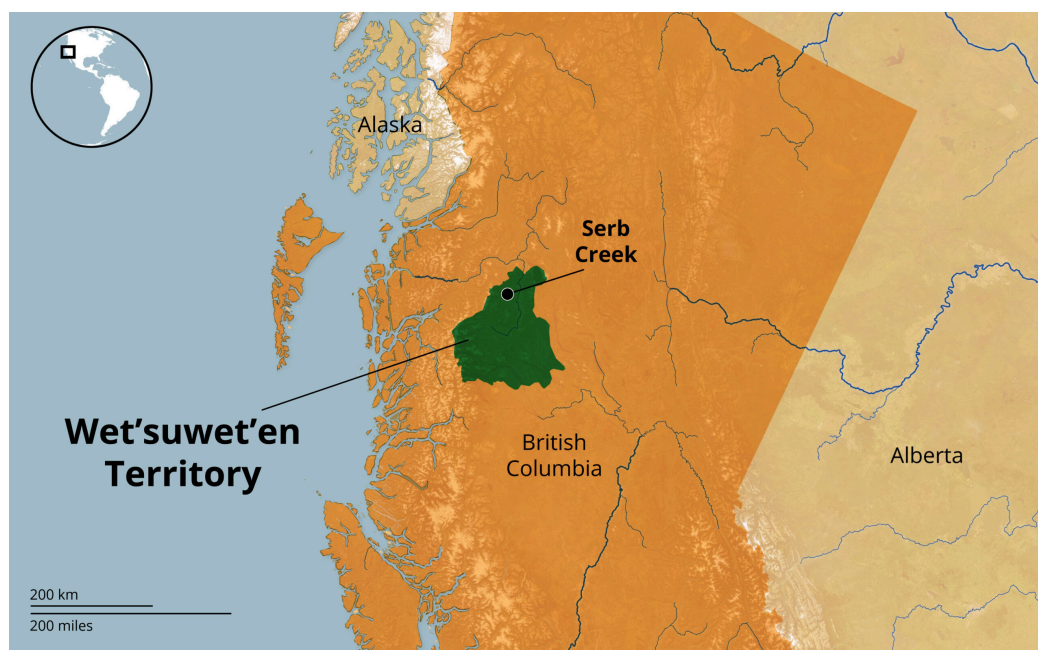 Alaska
Serb
Creek
Wet’suwet’en
Territory
British
Columbia
Alberta
200 km
200 miles